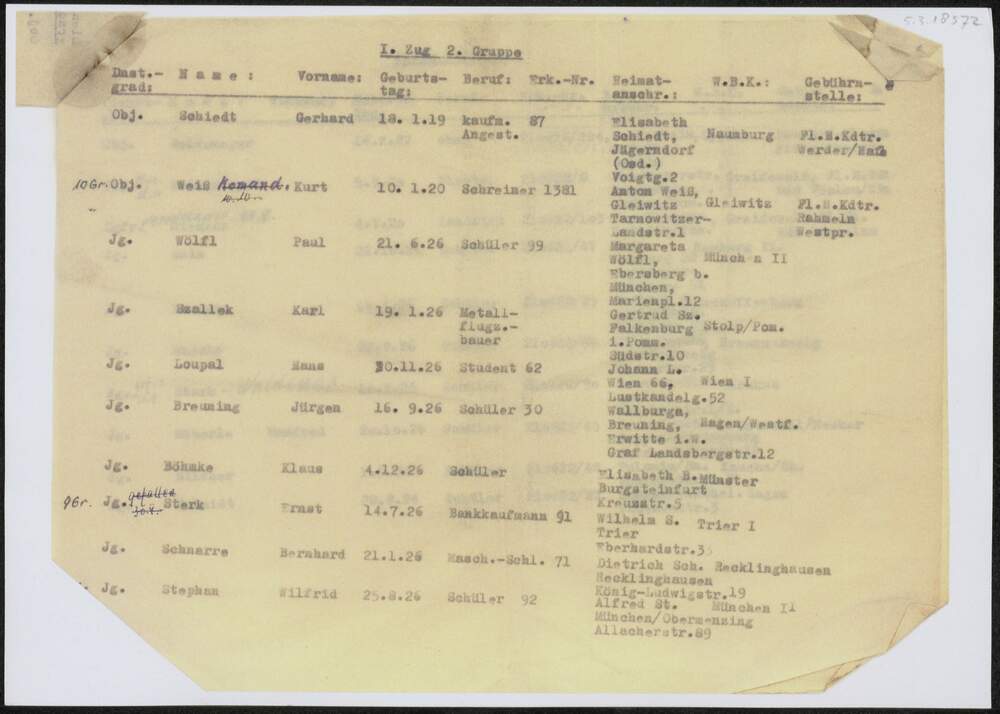 5.3.18572
I. Zug 2. Gruppe
Dnst.- N a m e : Vorname: Geburts- Beruf: Erk.-Nr. Heimat- W.B.K.: Gebührn-
grad: tag: anschr.: stelle:
Obj. Schiedt Gerhard 18. 1.19 kaufm. 87 Elisabeth
Angest. Schiedt, Naumburg Fl.H.Kdtr.
Jägerndorf Werder/Hafn
(Osd.)
Voigtg.2
10Gr. Obj. Weiß Komand. Kurt 10. 1.20 Schreiner 1381 Anton Weiß,
10.10. Gleiwitz Gleiwitz Fl.H.Kdtr.
Tarnowitzer- Rahmeln
Landstr.1 Westpr.
Jg. Wölfl Paul 21. 6.26 Schüler 99 Margareta
Wölfl, Münch n II
Ebersberg b.
München,
Marienpl.12
Jg. Szallek Karl 19. 1.26 Metall- Gertrud Sz.
flugz.- Falkenburg Stolp/Pom.
bauer i.Pomm.
Südstr.10
Jg. Loupal Hans 30.11.26 Student 62 Johann L.
Wien 66, Wien I
Lustkandelg.52
Jg. Breuning Jürgen 16. 9.26 Schüler 30 Wallburga,
Breuning, Hagen/Westf.
Erwitte i.W.
Graf Landsbergstr.12
Jg. Böhmke Klaus 4.12.26 Schüler Elisabeth B. Münster
Burgsteinfurt
Kreuzstr.5
9Gr. Jg. gefallen Sterk Ernst 14.7.26 Bankkaufmann 91 Wilhelm S. Trier I
Trier
Eberhardstr.35
Jg. Schnarre Bernhard 21.1.26 Masch.-Schl. 71 Dietrich Sch. Recklinghausen
Recklinghausen
König-Ludwigstr.19
Jg. Stephan Wilfrid 25.8.26 Schüler 92 Alfred St. München II
München/Obermenzing
Allacherstr.89